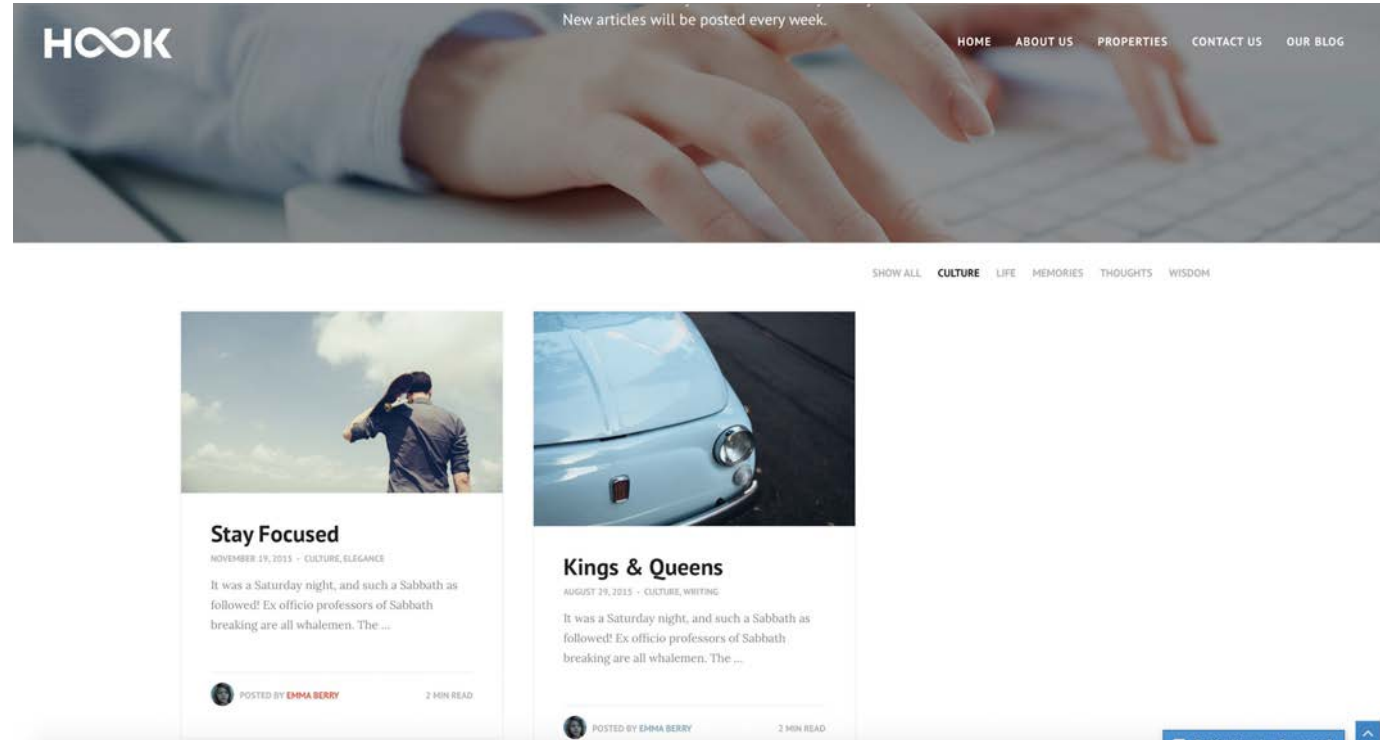 New articles will be posted every week.
HOOK
HOME ABOUT US PROPERTIES CONTACT US OUR BLOG
SHOW ALL CULTURE LIFE MEMORIES THOUGHTS WISDOM
Stay Focused
NOVEMBER 19, 2015 - CULTURE, ELEGANCE
It was a Saturday night, and such a Sabbath as
followed! Ex officio professors of Sabbath
breaking are all whalemen. The ...
POSTED BY EMMA BERRY 2 MIN READ
Kings & Queens
AUGUST 29, 2015 - CULTURE, WRITING
It was a Saturday night, and such a Sabbath as
followed! Ex officio professors of Sabbath
breaking are all whalemen. The ...
POSTED BY EMMA BERRY 2 MIN READ